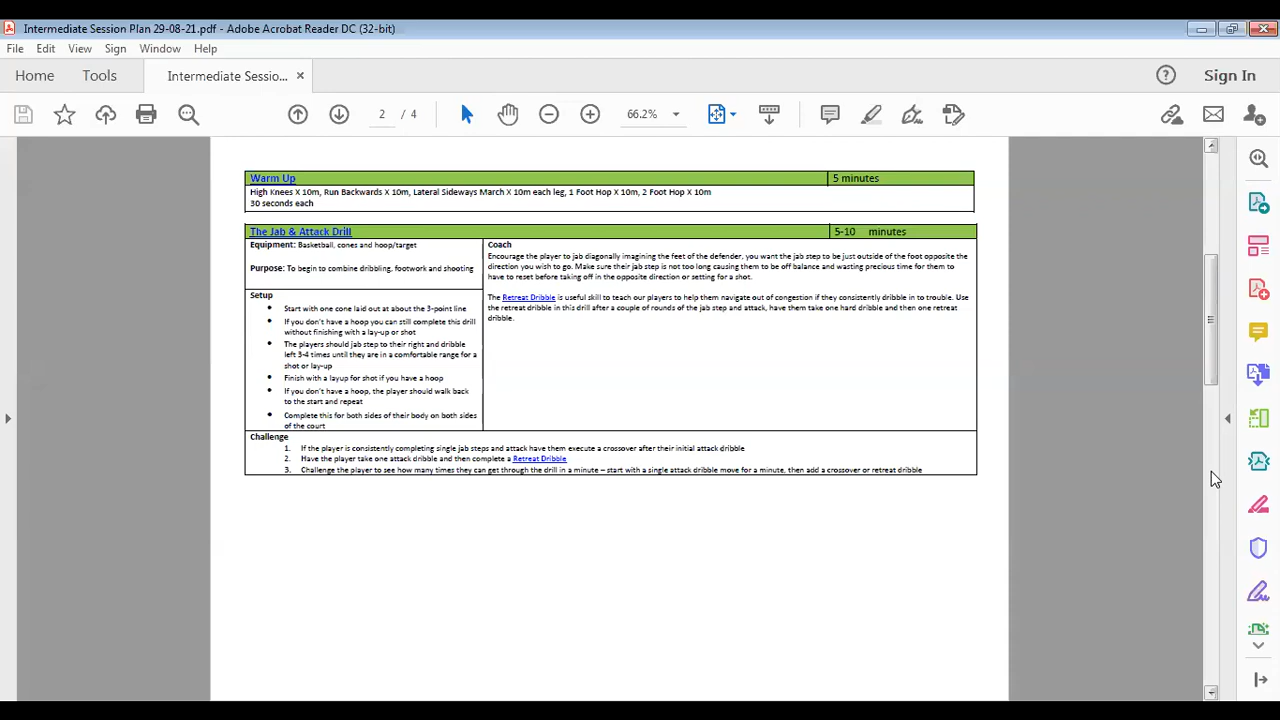 Intermediate Session Plan 29-08-21.pdf - Adobe Acrobat Reader DC (32-bit)
File Edit View Sign Window Help
Home Tools Intermediate Sessio... × Sign In
2 / 4 66.2%
Warm Up 5 minutes
High Knees X 10m, Run Backwards X 10m, Lateral Sideways March X 10m each leg, 1 Foot Hop X 10m, 2 Foot Hop X 10m
30 seconds each
The Jab & Attack Drill 5-10 minutes
Equipment: Basketball, cones and hoop/target
Purpose: To begin to combine dribbling, footwork and shooting
Setup
• Start with one cone laid out at about the 3-point line
• If you don't have a hoop you can still complete this drill
without finishing with a lay-up or shot
• The players should jab step to their right and dribble
left 3-4 times until they are in a comfortable range for a
shot or lay-up
• Finish with a layup for shot if you have a hoop
• If you don't have a hoop, the player should walk back
to the start and repeat
• Complete this for both sides of their body on both sides
of the court
Coach
Encourage the player to jab diagonally imagining the feet of the defender, you want the jab step to be just outside of the foot opposite the
direction you wish to go. Make sure their jab step is not too long causing them to be off balance and wasting precious time for them to
have to reset before taking off in the opposite direction or setting for a shot.
The Retreat Dribble is useful skill to teach our players to help them navigate out of congestion if they consistently dribble in to trouble. Use
the retreat dribble in this drill after a couple of rounds of the jab step and attack, have them take one hard dribble and then one retreat
dribble.
Challenge
1. If the player is consistently completing single jab steps and attack have them execute a crossover after their initial attack dribble
2. Have the player take one attack dribble and then complete a Retreat Dribble
3. Challenge the player to see how many times they can get through the drill in a minute – start with a single attack dribble move for a minute, then add a crossover or retreat dribble